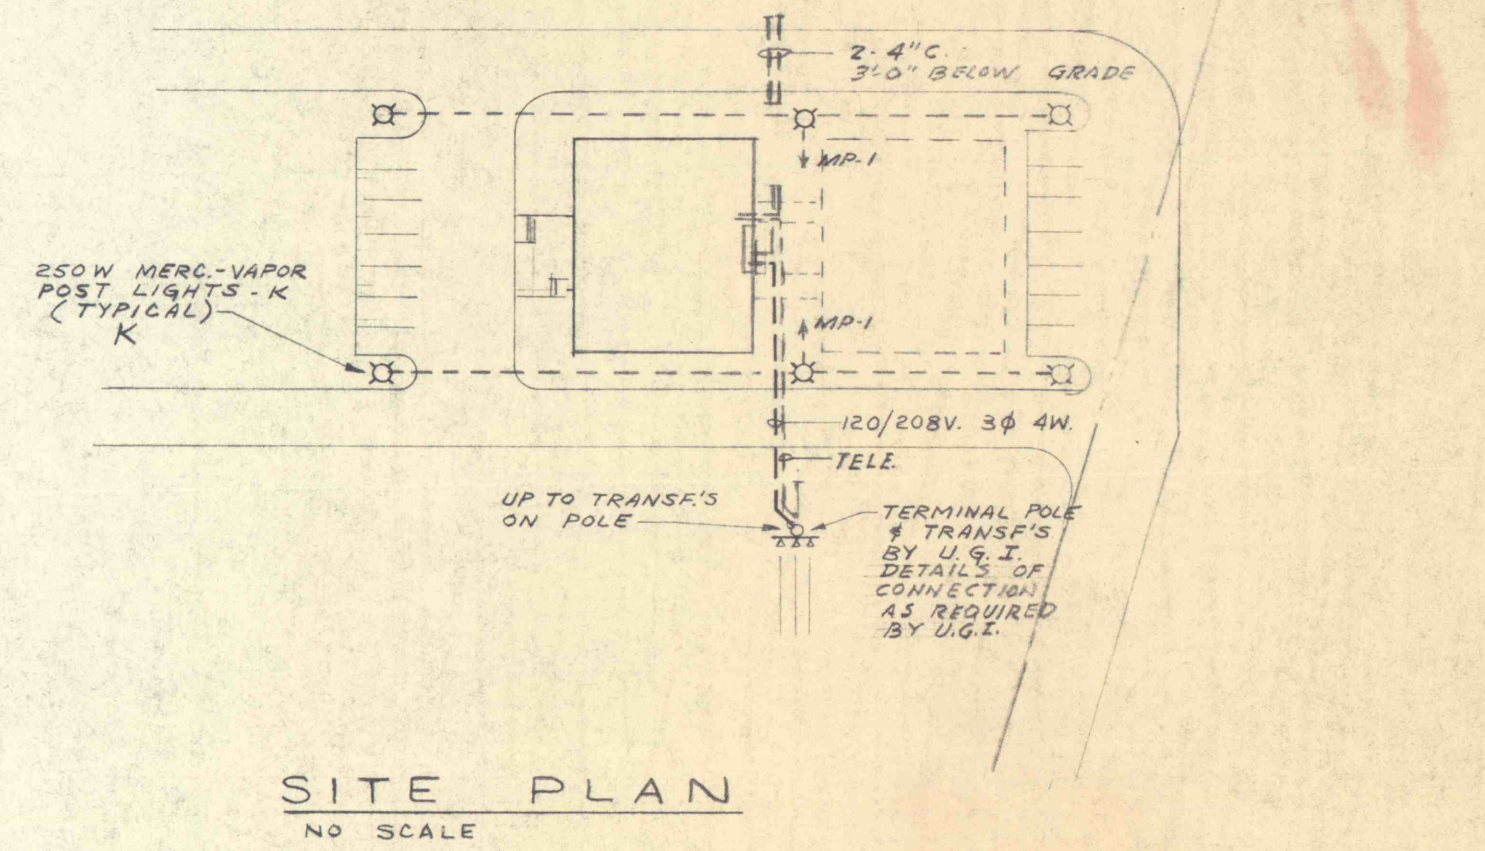 2-4"C.
3'-0" BELOW GRADE
MP-1
250W MERC.-VAPOR
POST LIGHTS - K
(TYPICAL)
K
MP-1
120/208V. 3φ 4W.
TELE.
UP TO TRANSF.'S
ON POLE
TERMINAL POLE
& TRANSF'S
BY U.G.I.
DETAILS OF
CONNECTION
AS REQUIRED
BY U.G.I.
SITE PLAN
NO SCALE